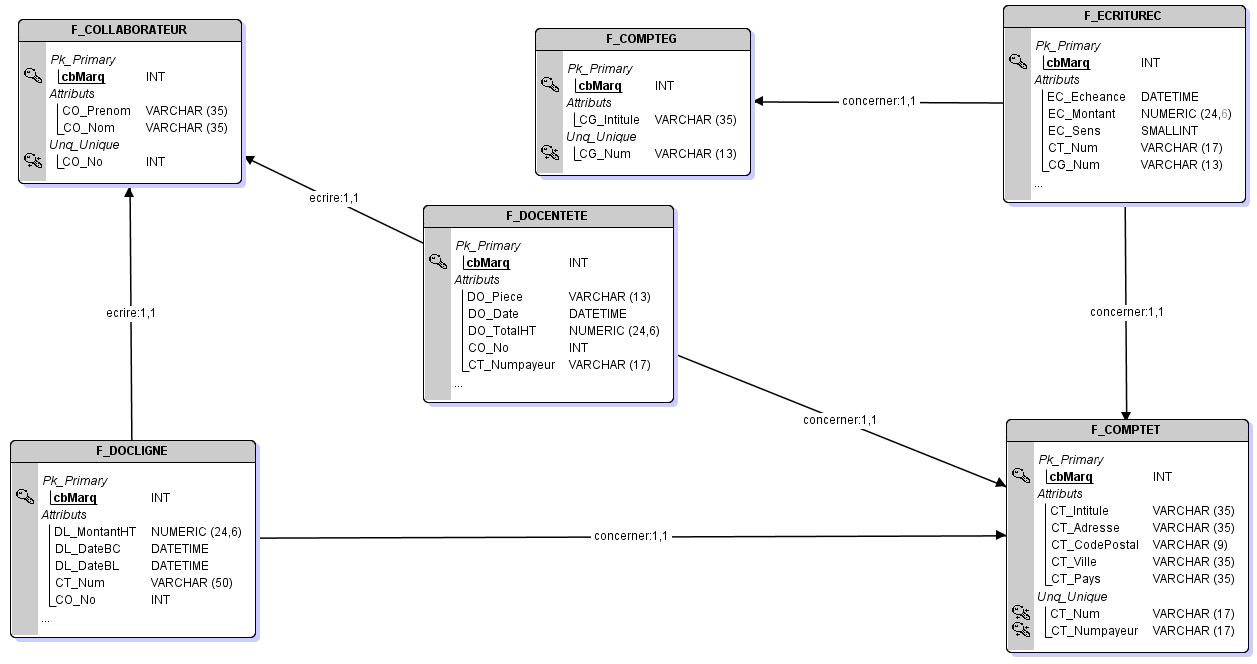 F_COLLABORATEUR
Pk_Primary
cbMarq INT
Attributs
CO_Prenom VARCHAR (35)
CO_Nom VARCHAR (35)
Unq_Unique
CO_No INT
F_COMPTEG
Pk_Primary
cbMarq INT
Attributs
CG_Intitule VARCHAR (35)
Unq_Unique
CG_Num VARCHAR (13)
concerner:1,1
F_ECRITUREC
Pk_Primary
cbMarq INT
Attributs
EC_Echeance DATETIME
EC_Montant NUMERIC (24,6)
EC_Sens SMALLINT
CT_Num VARCHAR (17)
CG_Num VARCHAR (13)
...
ecrire:1,1
F_DOCENTETE
Pk_Primary
cbMarq INT
Attributs
DO_Piece VARCHAR (13)
DO_Date DATETIME
DO_TotalHT NUMERIC (24,6)
CO_No INT
CT_Numpayeur VARCHAR (17)
...
ecrire:1,1
concerner:1,1
concerner:1,1
F_DOCLIGNE
Pk_Primary
cbMarq INT
Attributs
DL_MontantHT NUMERIC (24,6)
DL_DateBC DATETIME
DL_DateBL DATETIME
CT_Num VARCHAR (50)
CO_No INT
...
concerner:1,1
F_COMPTET
Pk_Primary
cbMarq INT
Attributs
CT_Intitule VARCHAR (35)
CT_Adresse VARCHAR (35)
CT_CodePostal VARCHAR (9)
CT_Ville VARCHAR (35)
CT_Pays VARCHAR (35)
Unq_Unique
CT_Num VARCHAR (17)
CT_Numpayeur VARCHAR (17)